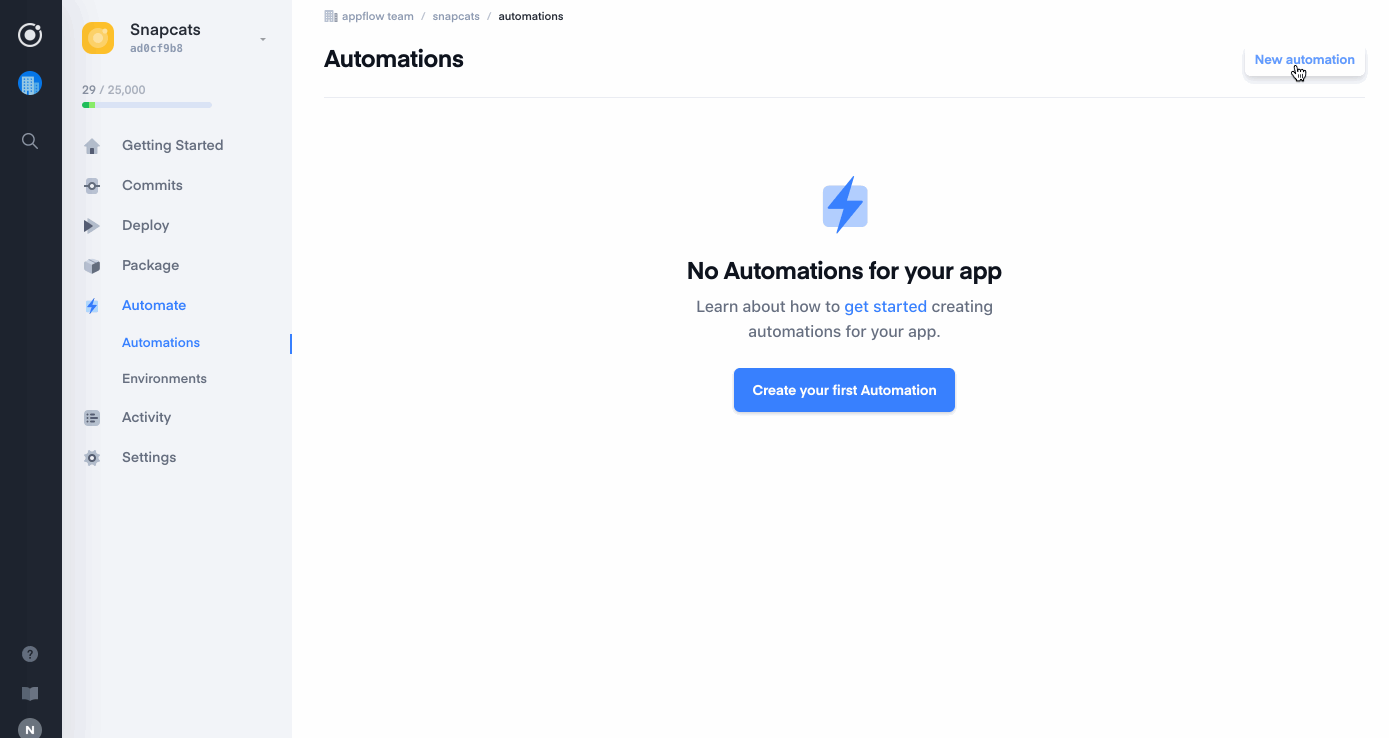 Snapcats
ad0cf9b8
29 / 25,000
Getting Started
Commits
Deploy
Package
Automate
Automations
Environments
Activity
Settings
?
N
appflow team / snapcats / automations
Automations
New automation
No Automations for your app
Learn about how to get started creating
automations for your app.
Create your first Automation